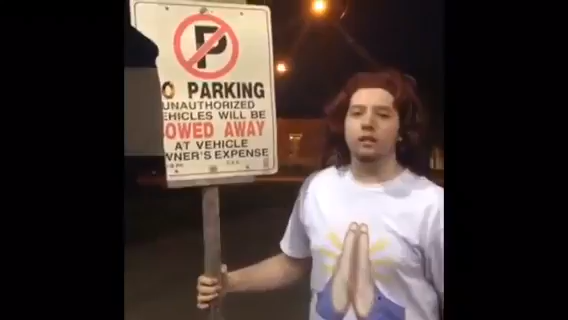 P
O PARKING
UNAUTHORIZED
EHICLES WILL BE
OWED AWAY
AT VEHICLE
WNER'S EXPENSE